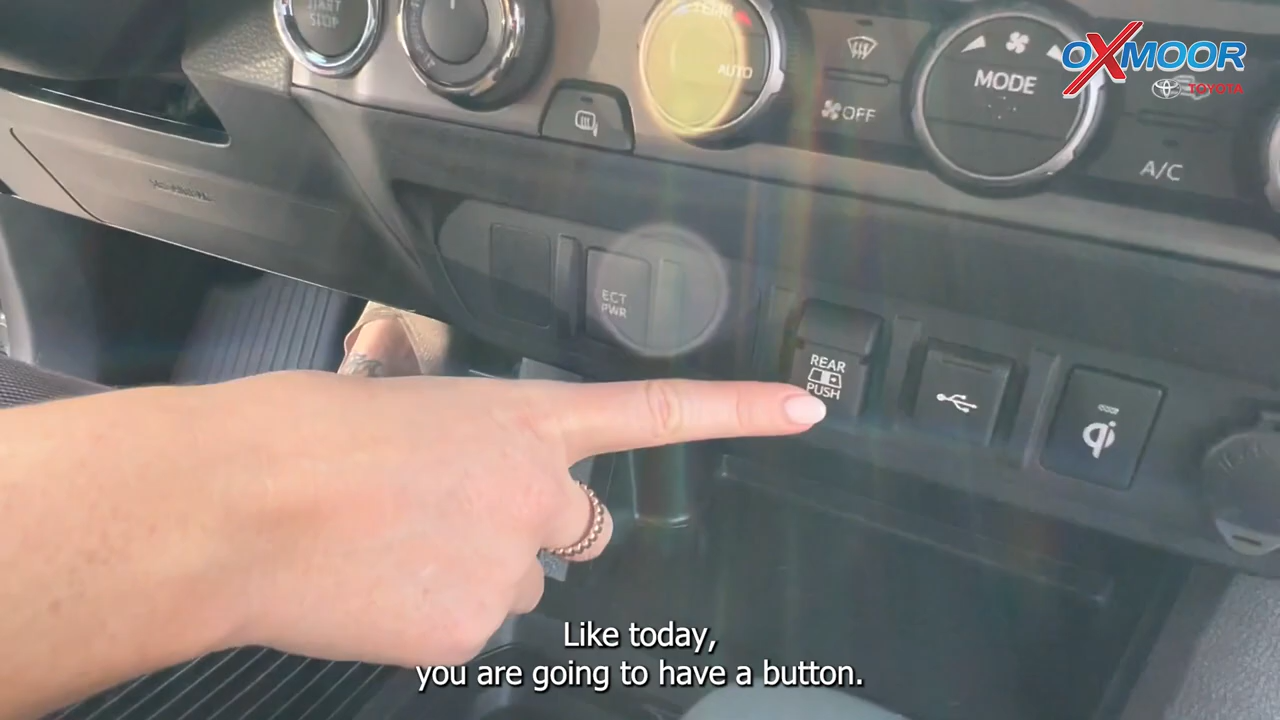 START
STOP
TEMP
AUTO
OFF
MODE
A/C
OXMOOR
TOYOTA
ECT
PWR
REAR
PUSH
qi
Like today,
you are going to have a button.